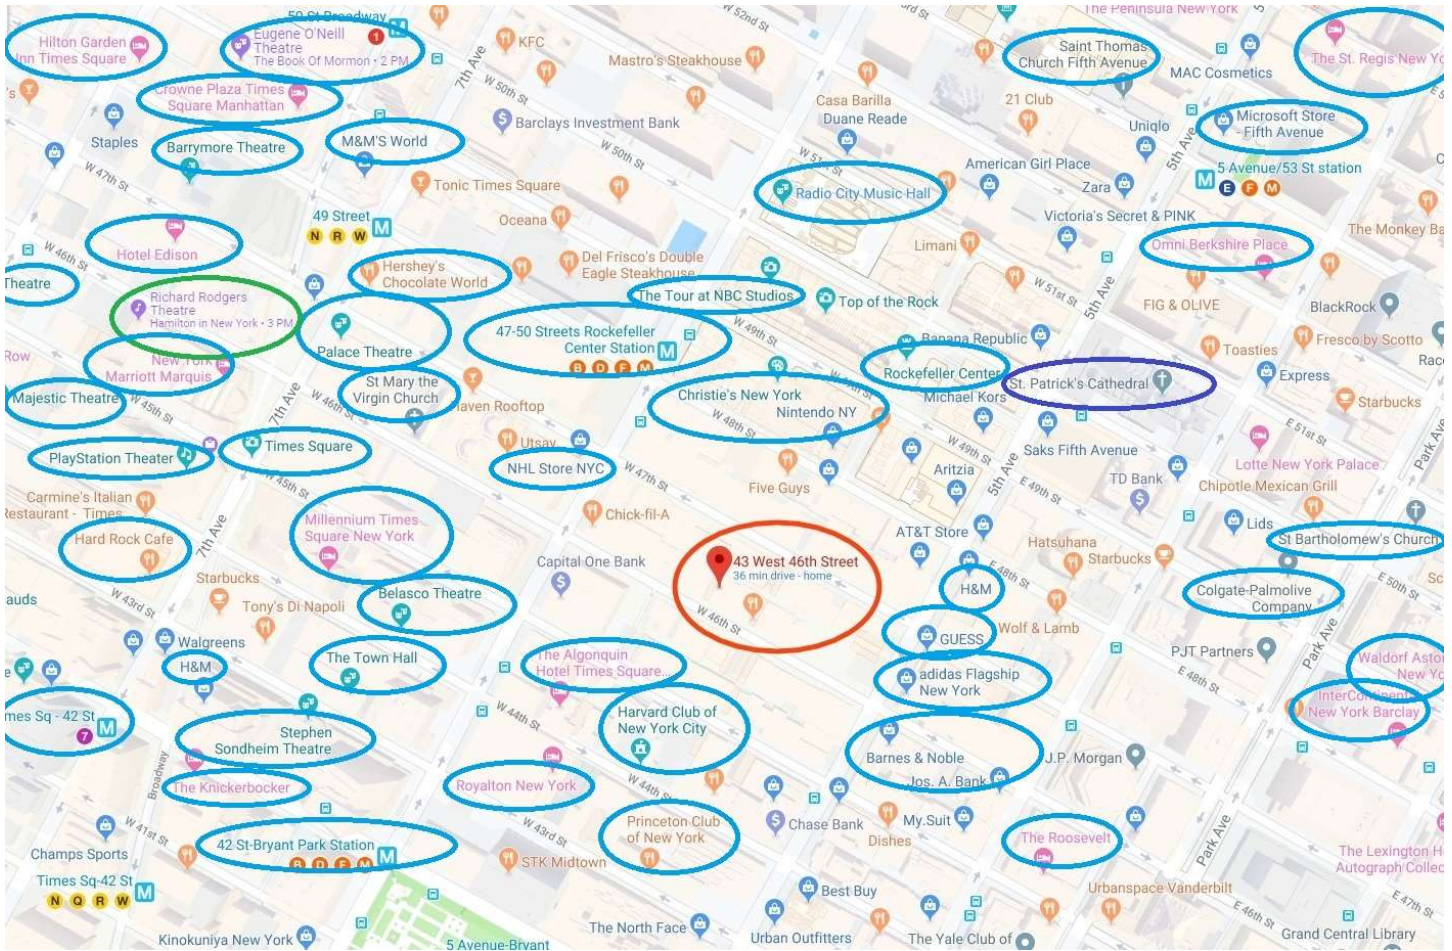 50 St Broadway
W 52nd St
53rd St
The Peninsula New York
5th Ave
Hilton Garden
Inn Times Square
Eugene O'Neill
Theatre
The Book Of Mormon • 2 PM
1
M
7th Ave
KFC
W 50th St
Mastro's Steakhouse
Saint Thomas
Church Fifth Avenue
MAC Cosmetics
The St. Regis New Yo
Crowne Plaza Times
Square Manhattan
Casa Barilla
Duane Reade
21 Club
Microsoft Store
- Fifth Avenue
Staples
Barrymore Theatre
M&M'S World
Barclays Investment Bank
W 50th St
W 51st St
Uniqlo
5th Ave
American Girl Place
5 Avenue/53 St station
M
E F M
W 47th St
Tonic Times Square
Radio City Music Hall
Zara
49 Street
N R W
M
Oceana
Victoria's Secret & PINK
The Monkey Ba
W 46th St
Hotel Edison
W 49th St
Limani
Omni Berkshire Place
Theatre
Hershey's
Chocolate World
Del Frisco's Double
Eagle Steakhouse
W 51st St
5th Ave
Richard Rodgers
Theatre
Hamilton in New York • 3 PM
The Tour at NBC Studios
Top of the Rock
FIG & OLIVE
BlackRock
47-50 Streets Rockefeller
Center Station
M
B D F M
W 49th St
Banana Republic
Fresco by Scotto
Palace Theatre
Toasties
Row
New York
Marriott Marquis
Rockefeller Center
St. Patrick's Cathedral
Express
Majestic Theatre
W 45th St
7th Ave
St Mary the
Virgin Church
W 46th St
Haven Rooftop
Christie's New York
Nintendo NY
W 48th St
Michael Kors
Starbucks
E 51st St
Park Ave
PlayStation Theater
Times Square
Utsav
NHL Store NYC
W 47th St
W 49th St
Saks Fifth Avenue
Lotte New York Palace
Aritzia
5th Ave
E 49th St
TD Bank
W 45th St
Five Guys
Chipotle Mexican Grill
Carmine's Italian
Restaurant - Times
7th Ave
Millennium Times
Square New York
Chick-fil-A
AT&T Store
Lids
Hard Rock Cafe
Hatsuhana
St Bartholomew's Church
Capital One Bank
43 West 46th Street
36 min drive - home
E 48th St
Starbucks
E 50th St
Starbucks
Belasco Theatre
H&M
Colgate-Palmolive
Company
auds
W 43rd St
Tony's Di Napoli
W 46th St
GUESS
Wolf & Lamb
Park Ave
Walgreens
H&M
The Town Hall
The Algonquin
Hotel Times Square...
PJT Partners
Waldorf Astor
New Yo
adidas Flagship
New York
E 48th St
mes Sq - 42 St
7
M
W 44th St
Harvard Club of
New York City
InterContinental
New York Barclay
Stephen
Sondheim Theatre
Broadway
Barnes & Noble
J.P. Morgan
The Knickerbocker
Royalton New York
W 44th St
Jos. A. Bank
W 41st St
W 43rd St
Princeton Club
of New York
Chase Bank
My.Suit
Dishes
The Roosevelt
Park Ave
Champs Sports
42 St-Bryant Park Station
B D F M
M
STK Midtown
The Lexington Ho
Autograph Collec
Times Sq-42 St
N Q R W
M
Best Buy
Urbanspace Vanderbilt
E 46th St
Kinokuniya New York
5 Avenue-Bryant
The North Face
Urban Outfitters
The Yale Club of
Grand Central Library